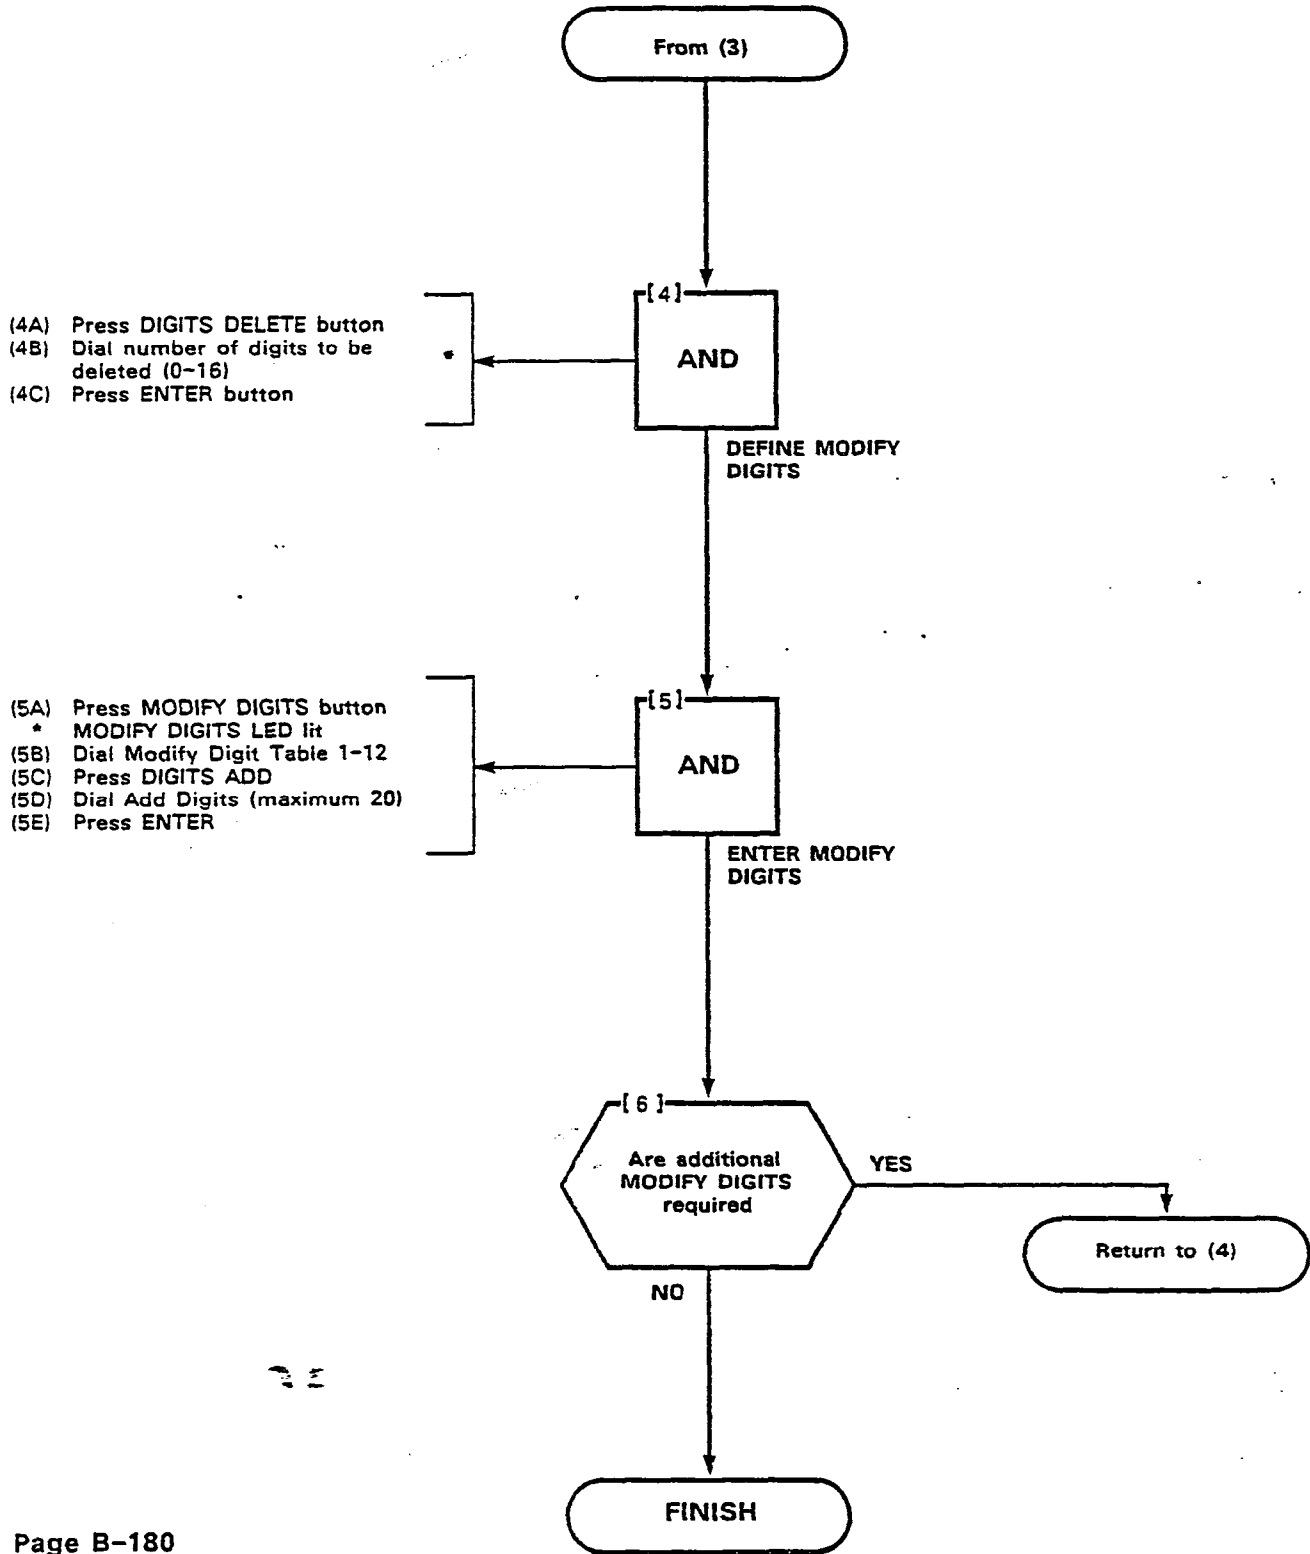 From (3)
[4]
(4A) Press DIGITS DELETE button
(4B) Dial number of digits to be
deleted (0~16)
(4C) Press ENTER button
*
AND
DEFINE MODIFY
DIGITS
[5]
(5A) Press MODIFY DIGITS button
* MODIFY DIGITS LED lit
(5B) Dial Modify Digit Table 1-12
(5C) Press DIGITS ADD
(5D) Dial Add Digits (maximum 20)
(5E) Press ENTER
AND
ENTER MODIFY
DIGITS
[6]
Are additional
MODIFY DIGITS
required
YES
Return to (4)
NO
FINISH
Page B-180